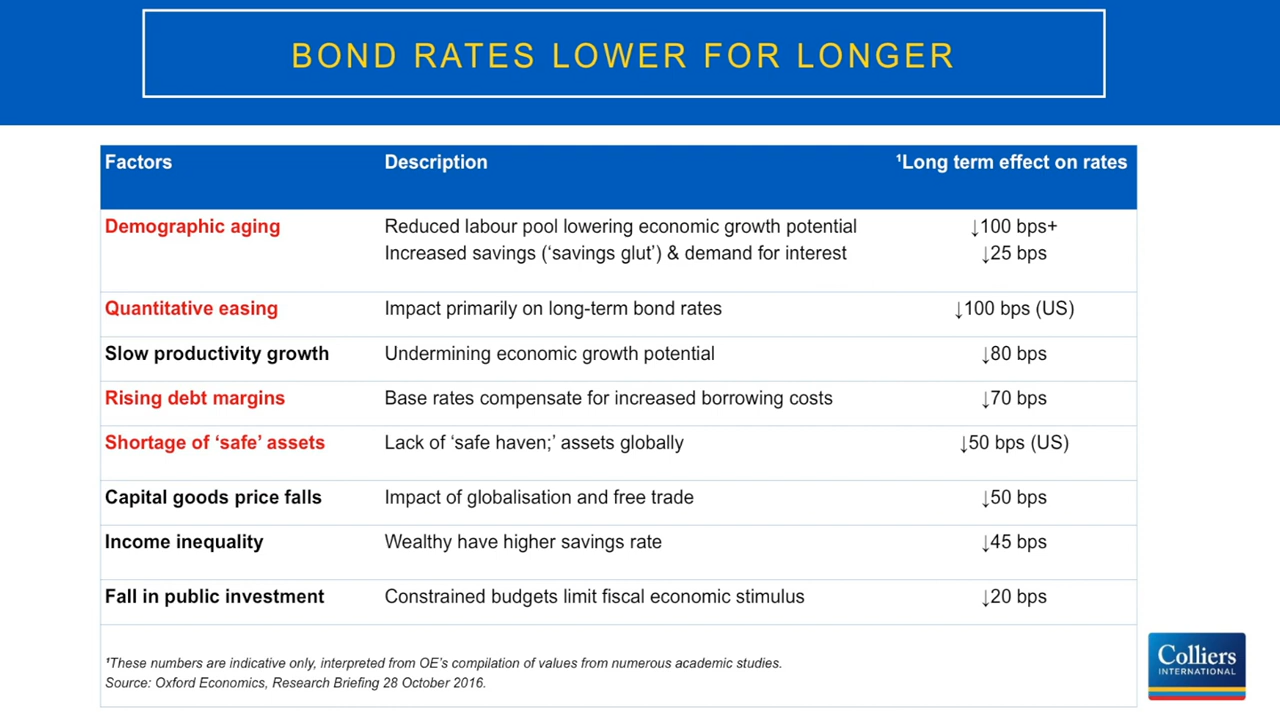 BOND RATES LOWER FOR LONGER
Factors Description ¹Long term effect on rates
Demographic aging Reduced labour pool lowering economic growth potential ↓100 bps+
Increased savings (‘savings glut’) & demand for interest ↓25 bps
Quantitative easing Impact primarily on long-term bond rates ↓100 bps (US)
Slow productivity growth Undermining economic growth potential ↓80 bps
Rising debt margins Base rates compensate for increased borrowing costs ↓70 bps
Shortage of ‘safe’ assets Lack of ‘safe haven;’ assets globally ↓50 bps (US)
Capital goods price falls Impact of globalisation and free trade ↓50 bps
Income inequality Wealthy have higher savings rate ↓45 bps
Fall in public investment Constrained budgets limit fiscal economic stimulus ↓20 bps
¹These numbers are indicative only, interpreted from OE’s compilation of values from numerous academic studies.
Source: Oxford Economics, Research Briefing 28 October 2016.
Colliers
INTERNATIONAL